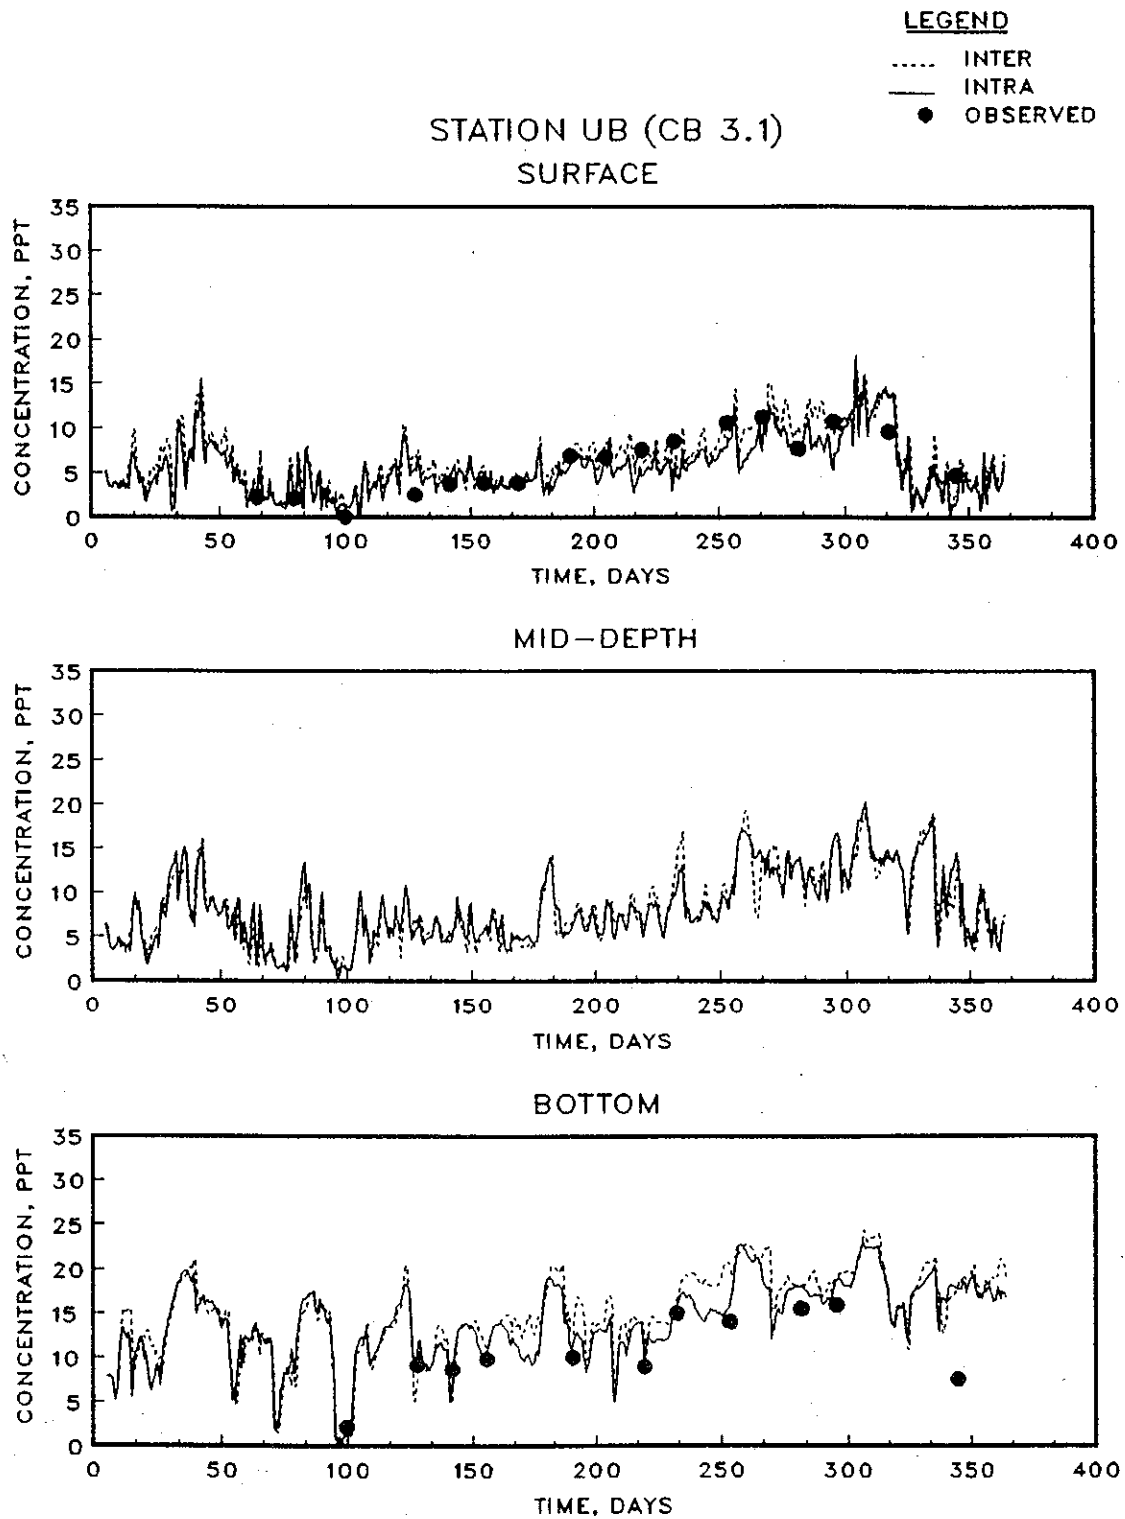 LEGEND
INTER
INTRA
OBSERVED
STATION UB (CB 3.1)
SURFACE
CONCENTRATION, PPT
35
30
25
20
15
10
5
0
0 50 100 150 200 250 300 350 400
TIME, DAYS
MID-DEPTH
CONCENTRATION, PPT
35
30
25
20
15
10
5
0
0 50 100 150 200 250 300 350 400
TIME, DAYS
BOTTOM
CONCENTRATION, PPT
35
30
25
20
15
10
5
0
0 50 100 150 200 250 300 350 400
TIME, DAYS